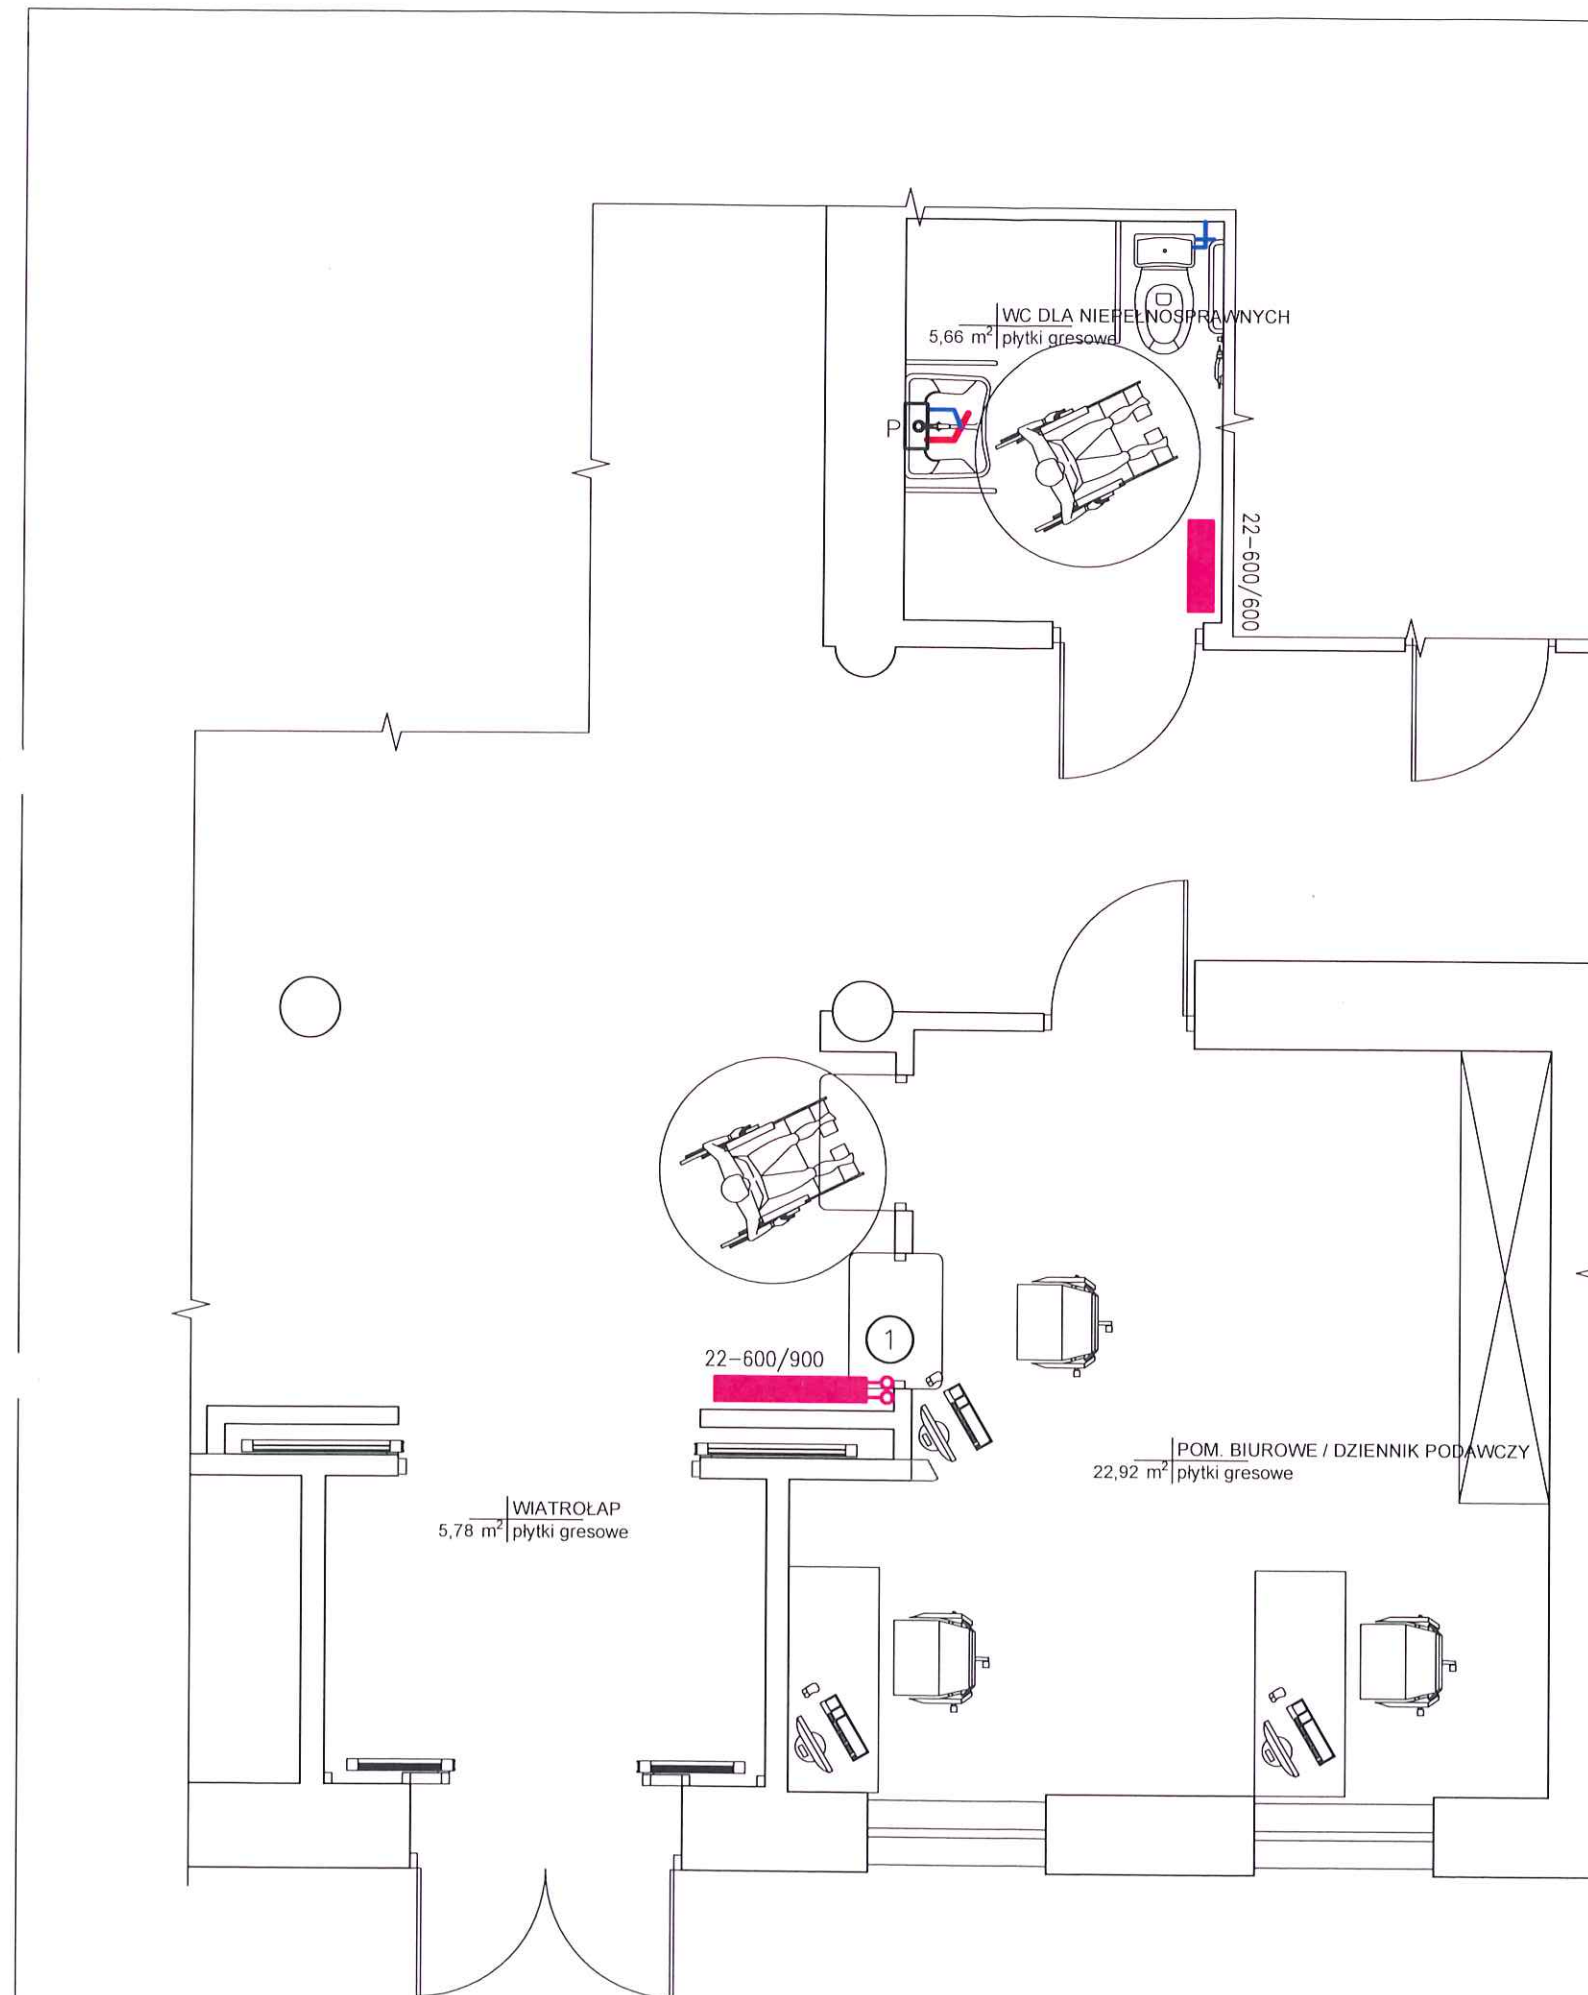 WC DLA NIEPEŁNOSPRAWNYCH
5,66 m² płytki gresowe
P
22-600/600
22-600/900
1
POM. BIUROWE / DZIENNIK PODAWCZY
22,92 m² płytki gresowe
WIATROŁAP
5,78 m² płytki gresowe